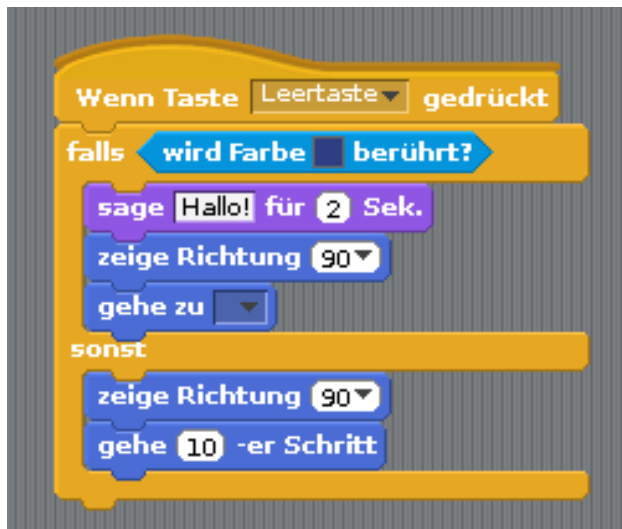 Wenn Taste Leertaste gedrückt
falls wird Farbe berührt?
sage Hallo! für 2 Sek.
zeige Richtung 90
gehe zu
sonst
zeige Richtung 90
gehe 10 -er Schritt